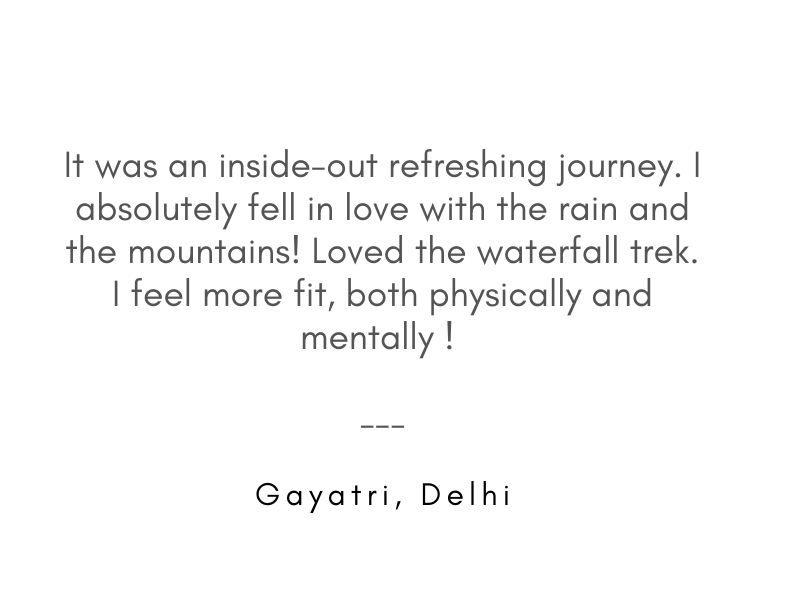 It was an inside-out refreshing journey. I
absolutely fell in love with the rain and
the mountains! Loved the waterfall trek.
I feel more fit, both physically and
mentally !
---
Gayatri, Delhi